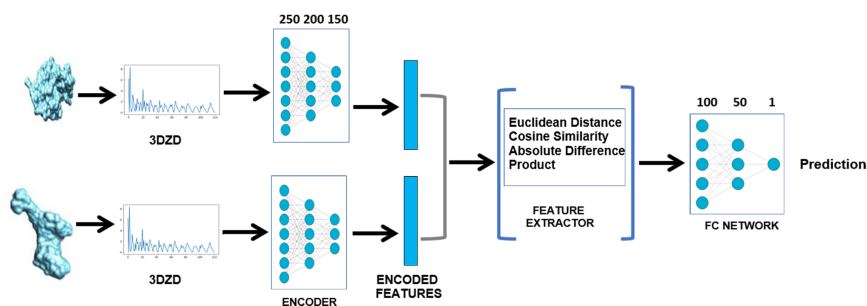 250 200 150
3DZD
Euclidean Distance
Cosine Similarity
Absolute Difference
Product
FEATURE
EXTRACTOR
100 50 1
Prediction
FC NETWORK
3DZD
ENCODER
ENCODED
FEATURES